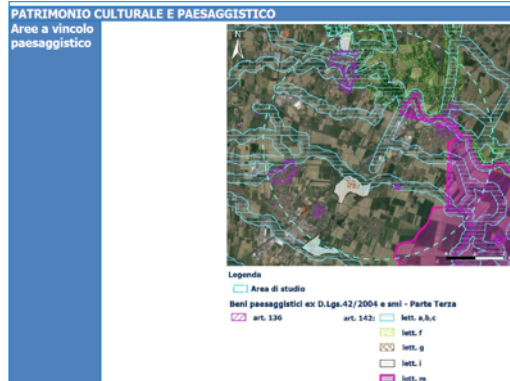 PATRIMONIO CULTURALE E PAESAGGISTICO
Aree a vincolo
paesaggistico
N
Legenda
Area di studio
Beni paesaggistici ex D.Lgs.42/2004 e smi - Parte Terza
art. 136 art. 142: lett. a,b,c
lett. f
lett. g
lett. i
lett. m